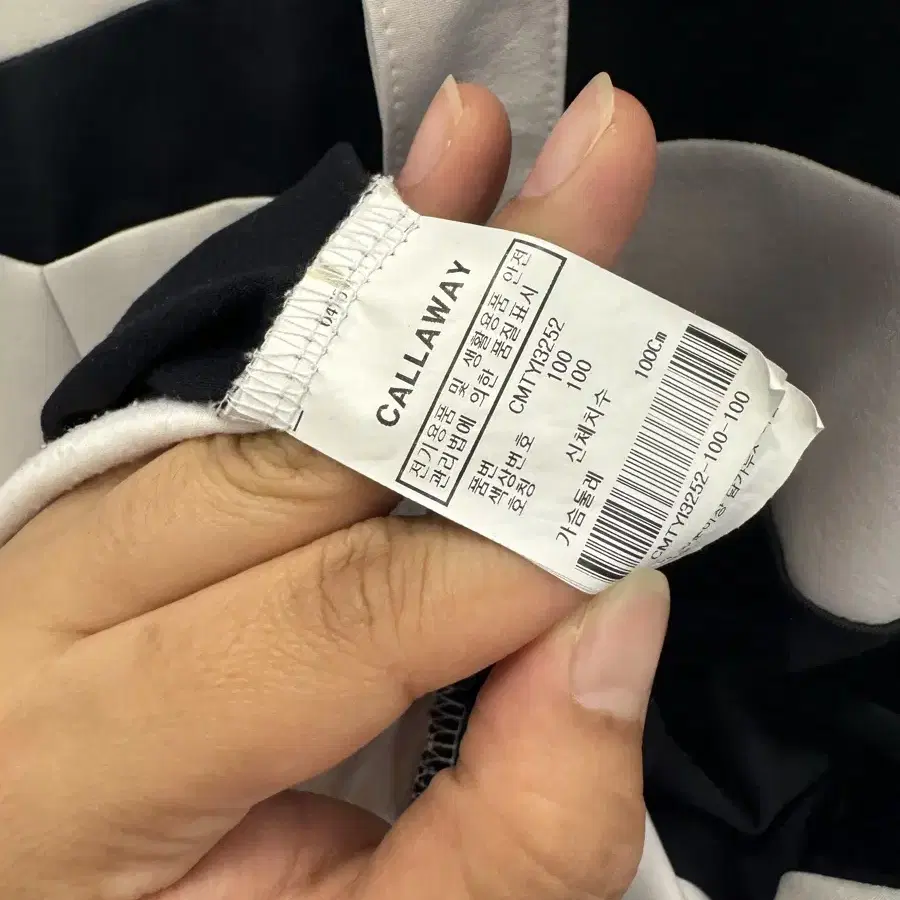 CALLAWAY
전기용품 및 생활용품 안전
관리법에 의한 품질표시
품번 CMTYI3252
색상번호 100
호칭 100
신체치수
가슴둘레 100Cm
CMTYI3252-100-100